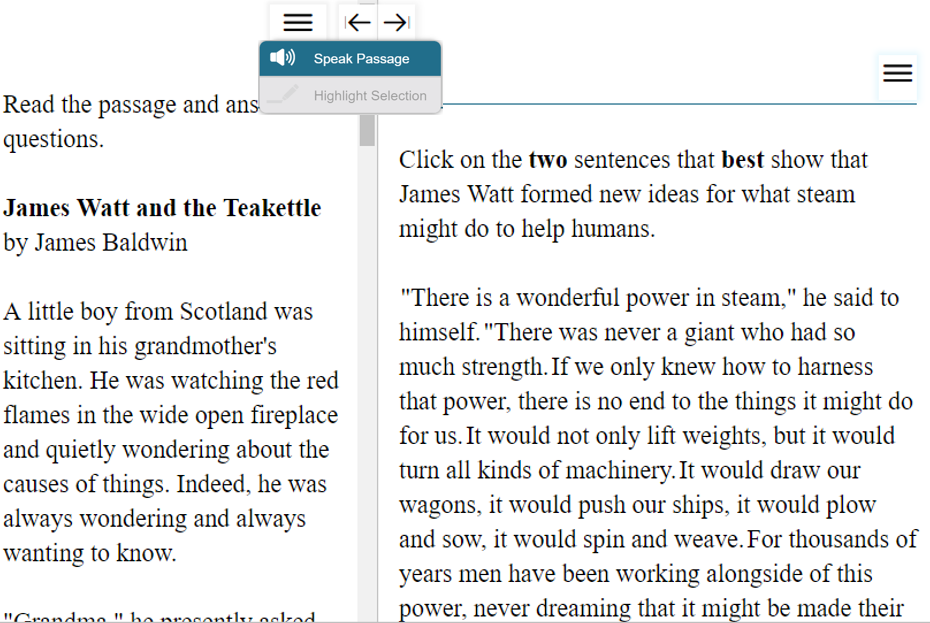 Speak Passage
Highlight Selection
Read the passage and ans
questions.
James Watt and the Teakettle
by James Baldwin
A little boy from Scotland was
sitting in his grandmother's
kitchen. He was watching the red
flames in the wide open fireplace
and quietly wondering about the
causes of things. Indeed, he was
always wondering and always
wanting to know.
"Grandma," he presently asked
Click on the two sentences that best show that
James Watt formed new ideas for what steam
might do to help humans.
"There is a wonderful power in steam," he said to
himself. "There was never a giant who had so
much strength. If we only knew how to harness
that power, there is no end to the things it might do
for us. It would not only lift weights, but it would
turn all kinds of machinery. It would draw our
wagons, it would push our ships, it would plow
and sow, it would spin and weave. For thousands of
years men have been working alongside of this
power, never dreaming that it might be made their